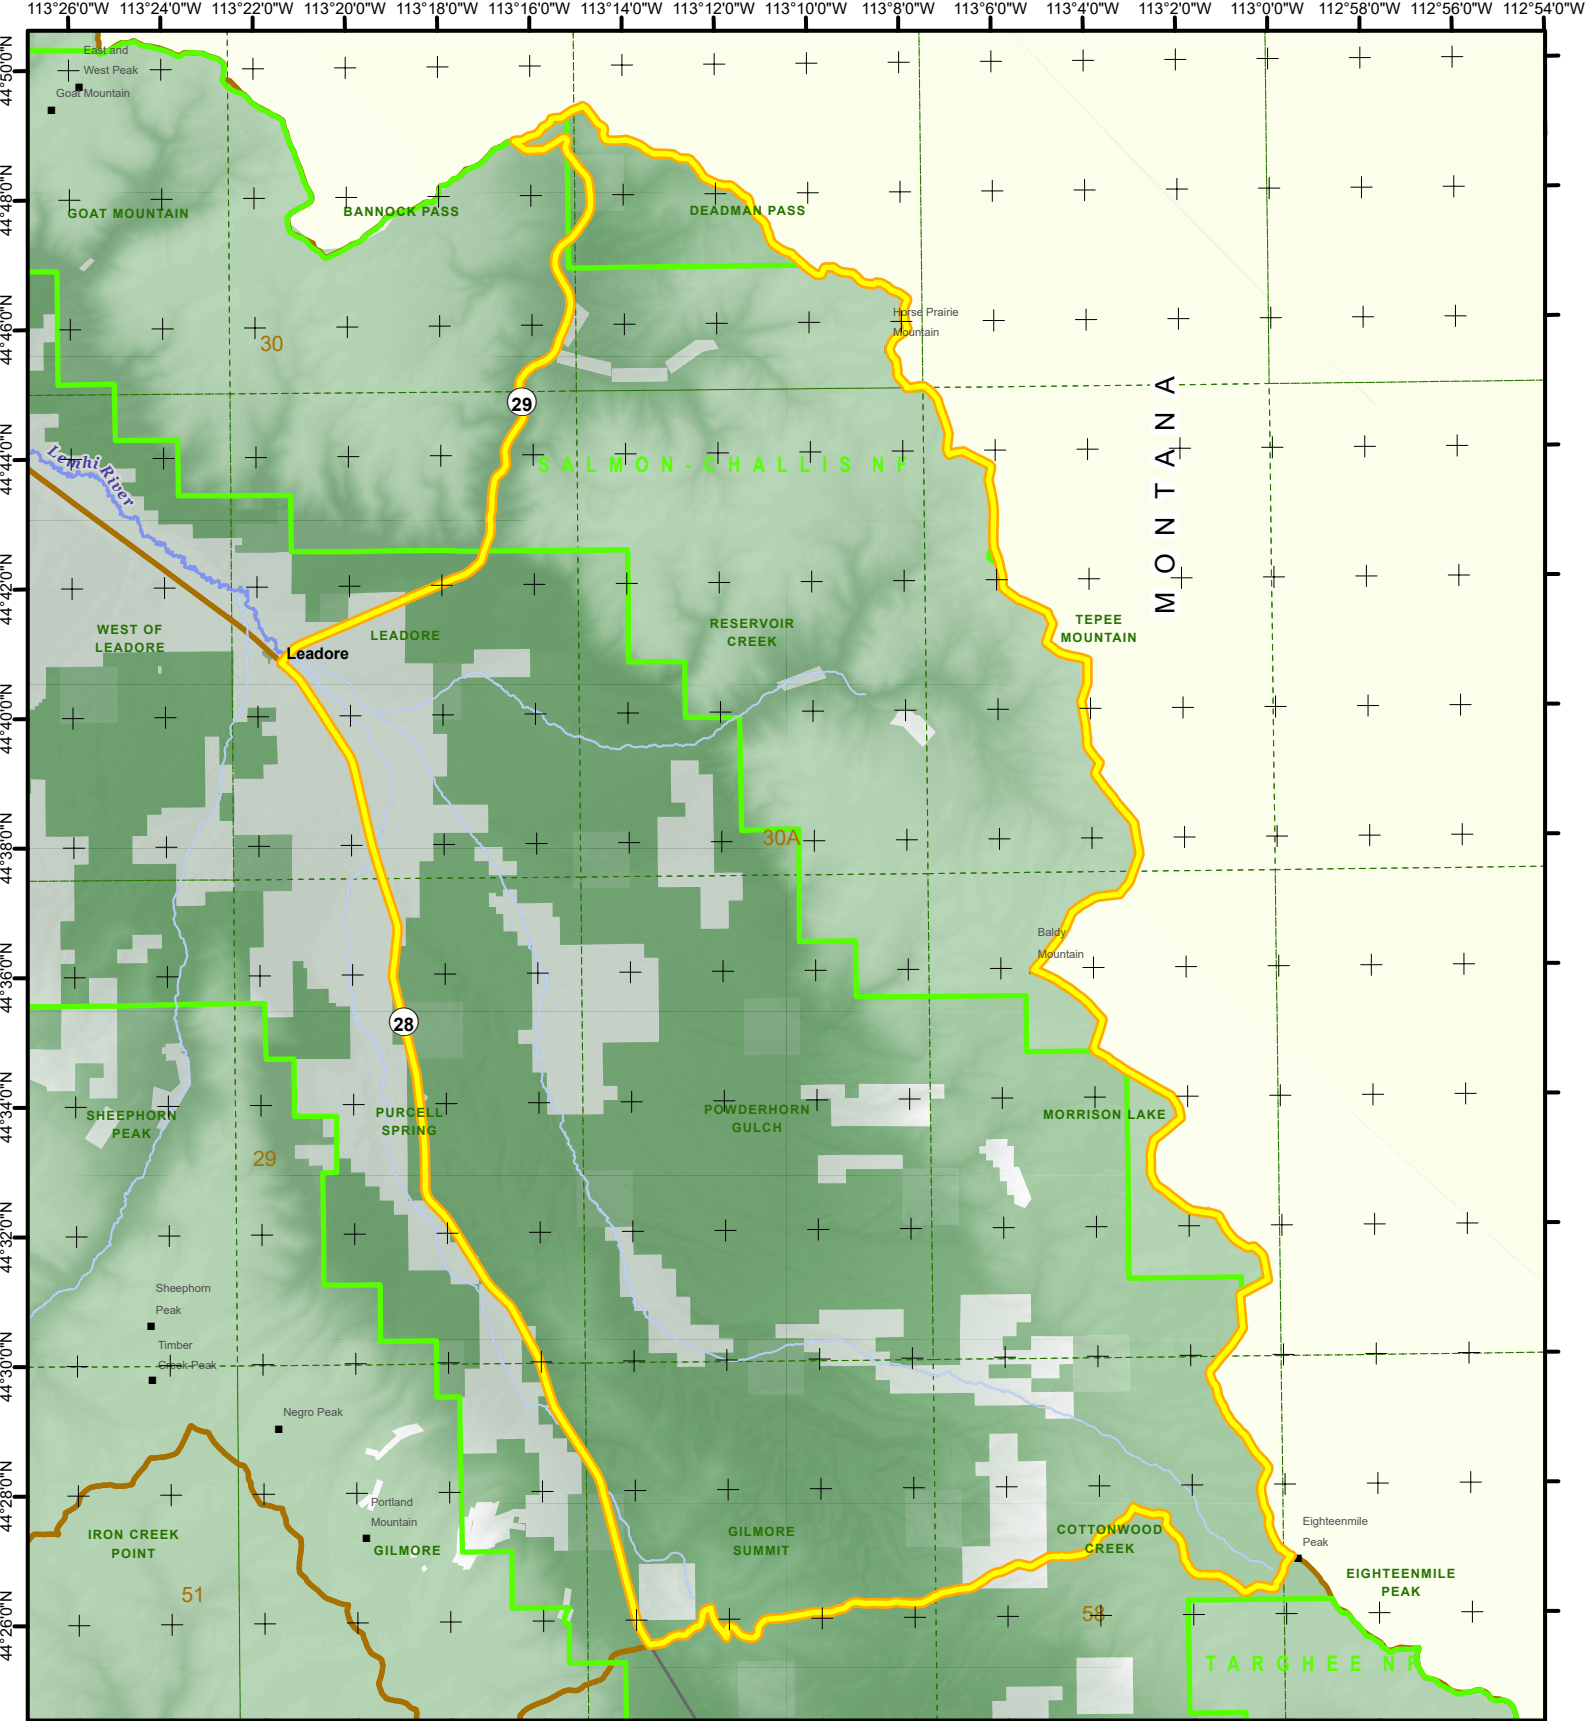 113°26'0"W 113°24'0"W 113°22'0"W 113°20'0"W 113°18'0"W 113°16'0"W 113°14'0"W 113°12'0"W 113°10'0"W 113°8'0"W 113°6'0"W 113°4'0"W 113°2'0"W 113°0'0"W 112°58'0"W 112°56'0"W 112°54'0"W
44°50'0"N
East and
West Peak
Goat Mountain
44°48'0"N
GOAT MOUNTAIN
BANNOCK PASS
DEADMAN PASS
44°46'0"N
30
Horse Prairie
Mountain
29
MONTANA
44°44'0"N
Lemhi River
SALMON-CHALLIS NF
44°42'0"N
WEST OF
LEADORE
LEADORE
Leadore
RESERVOIR
CREEK
TEPEE
MOUNTAIN
44°40'0"N
44°38'0"N
30A
Baldy
Mountain
44°36'0"N
28
44°34'0"N
SHEEPHORN
PEAK
PURCELL
SPRING
POWDERHORN
GULCH
MORRISON LAKE
29
44°32'0"N
Sheephorn
Peak
Timber
Creek Peak
44°30'0"N
Negro Peak
44°28'0"N
Portland
Mountain
IRON CREEK
POINT
GILMORE
GILMORE
SUMMIT
COTTONWOOD
CREEK
Eighteenmile
Peak
EIGHTEENMILE
PEAK
51
58
44°26'0"N
TARGHEE NF